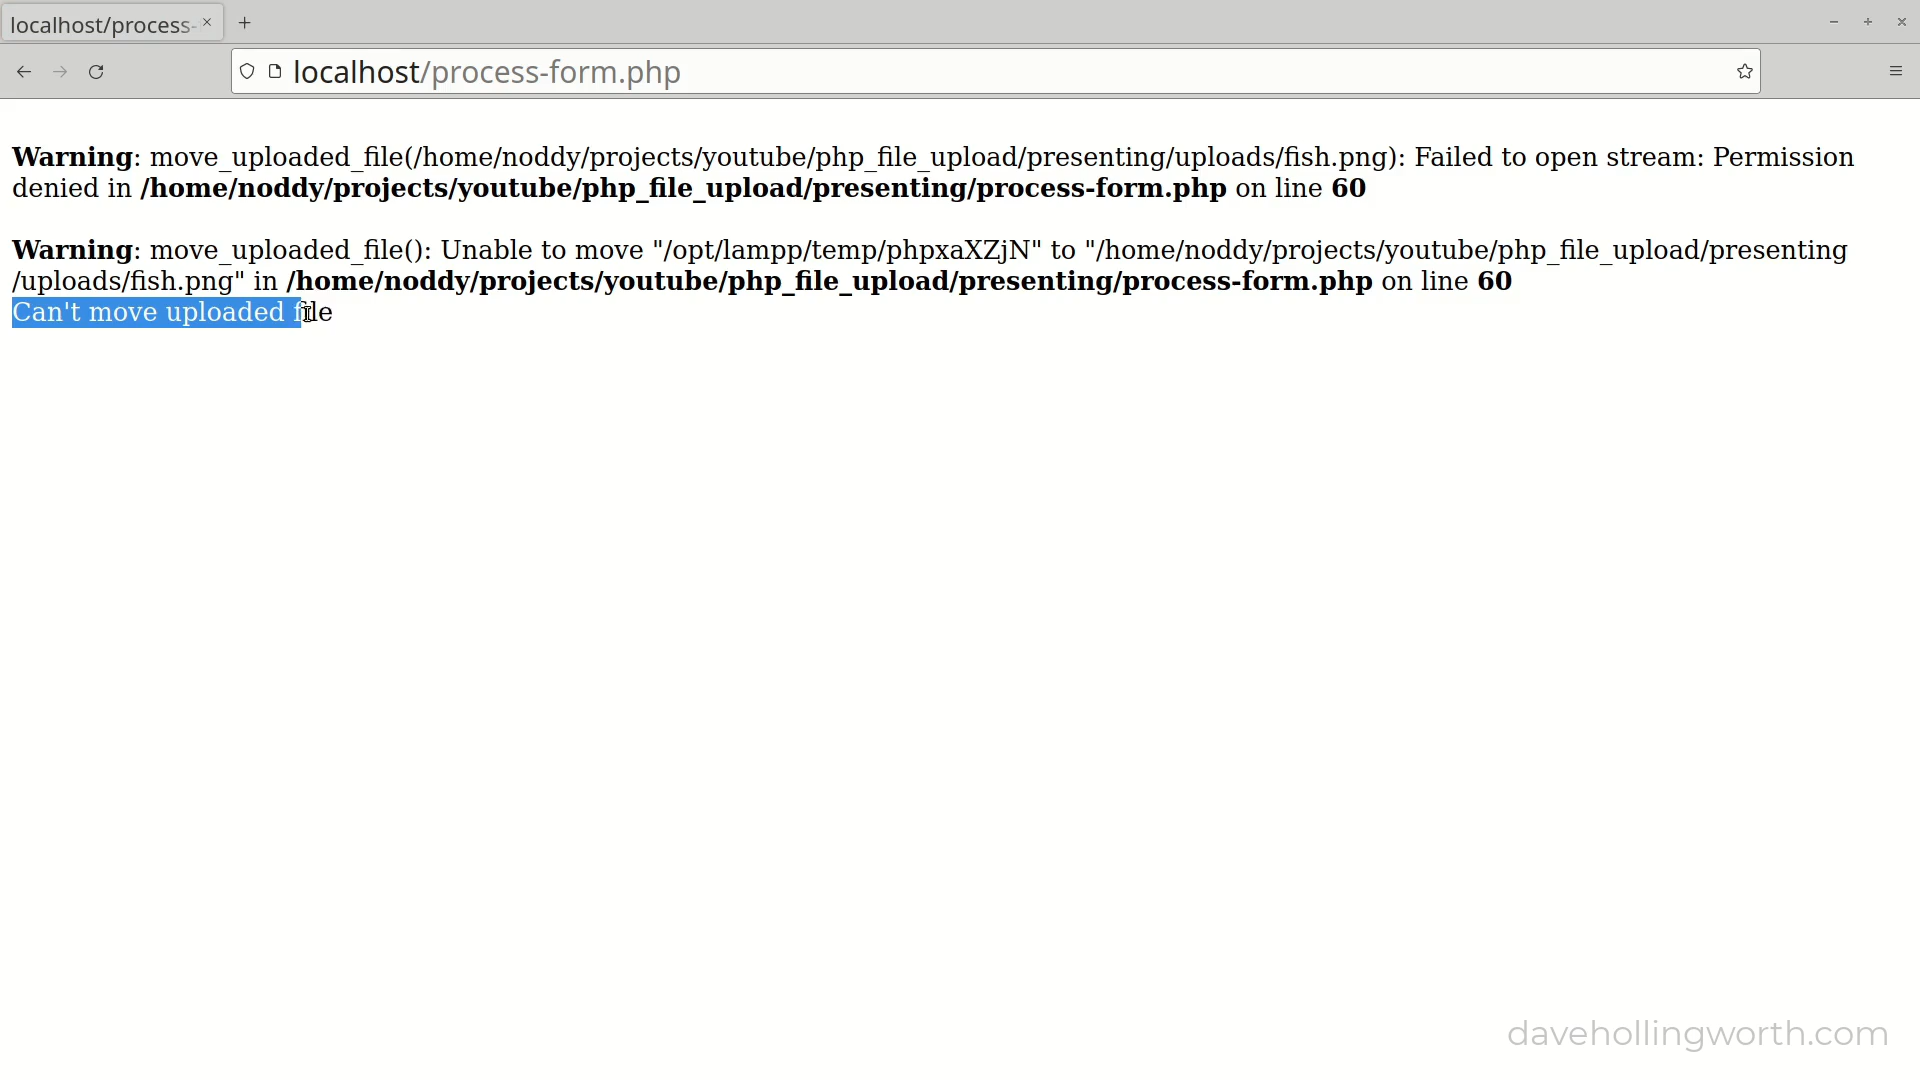 localhost/process-
localhost/process-form.php
Warning: move_uploaded_file(/home/noddy/projects/youtube/php_file_upload/presenting/uploads/fish.png): Failed to open stream: Permission
denied in /home/noddy/projects/youtube/php_file_upload/presenting/process-form.php on line 60
Warning: move_uploaded_file(): Unable to move "/opt/lampp/temp/phpxaXZjN" to "/home/noddy/projects/youtube/php_file_upload/presenting
/uploads/fish.png" in /home/noddy/projects/youtube/php_file_upload/presenting/process-form.php on line 60
Can't move uploaded file
davehollingworth.com